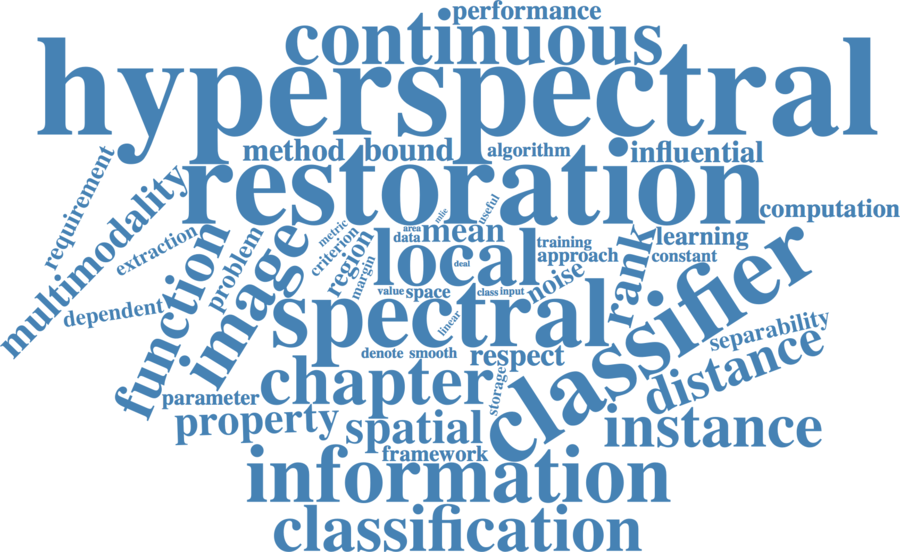 performance
continuous
hyperspectral
method bound algorithm influential
requirement
restoration
multimodality
computation
useful
mlic
area
metric
extraction
function
problem
image
criterion
region
data mean
training
learning
rank
classifier
local
approach
constant
margin
deal
noise
dependent
value space
class input
spectral
linear
separability
denote smooth respect
distance
chapter
storage
parameter
property
spatial
instance
framework
information
classification